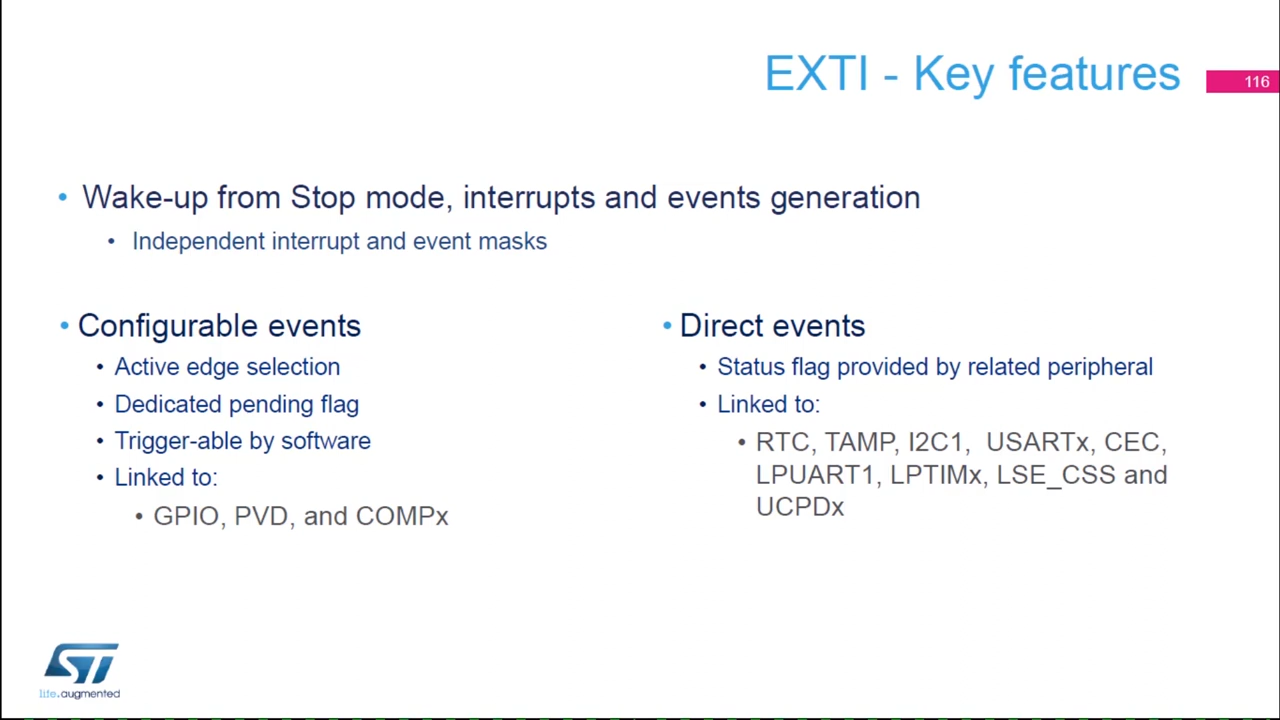 EXTI - Key features
116
• Wake-up from Stop mode, interrupts and events generation
• Independent interrupt and event masks
• Configurable events
• Active edge selection
• Dedicated pending flag
• Trigger-able by software
• Linked to:
• GPIO, PVD, and COMPx
• Direct events
• Status flag provided by related peripheral
• Linked to:
• RTC, TAMP, I2C1, USARTx, CEC,
LPUART1, LPTIMx, LSE_CSS and
UCPDx
ST
life.augmented